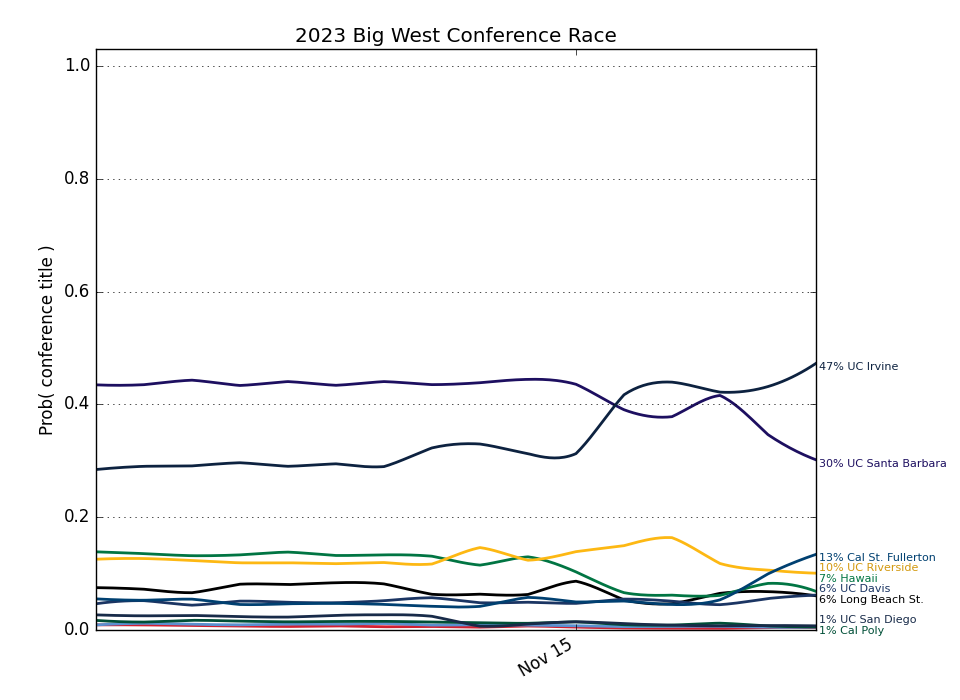 2023 Big West Conference Race
Prob( conference title )
1.0
0.8
0.6
0.4
0.2
0.0
Nov 15
47% UC Irvine
30% UC Santa Barbara
13% Cal St. Fullerton
10% UC Riverside
7% Hawaii
6% UC Davis
6% Long Beach St.
1% UC San Diego
1% Cal Poly